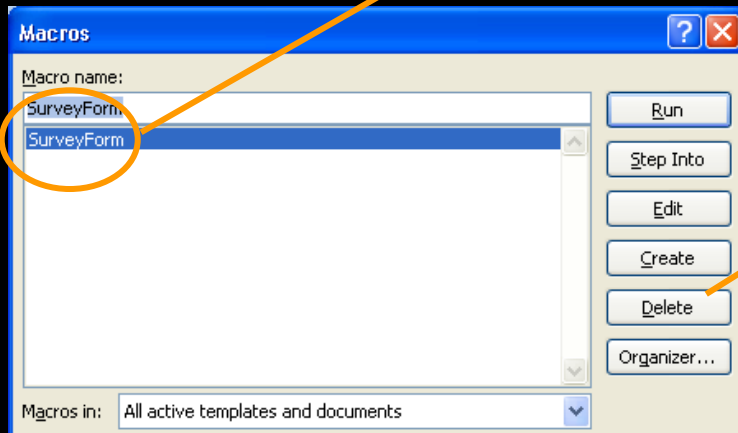 Macros
Macro name:
SurveyForm
SurveyForm
Run
Step Into
Edit
Create
Delete
Organizer...
Macros in: All active templates and documents